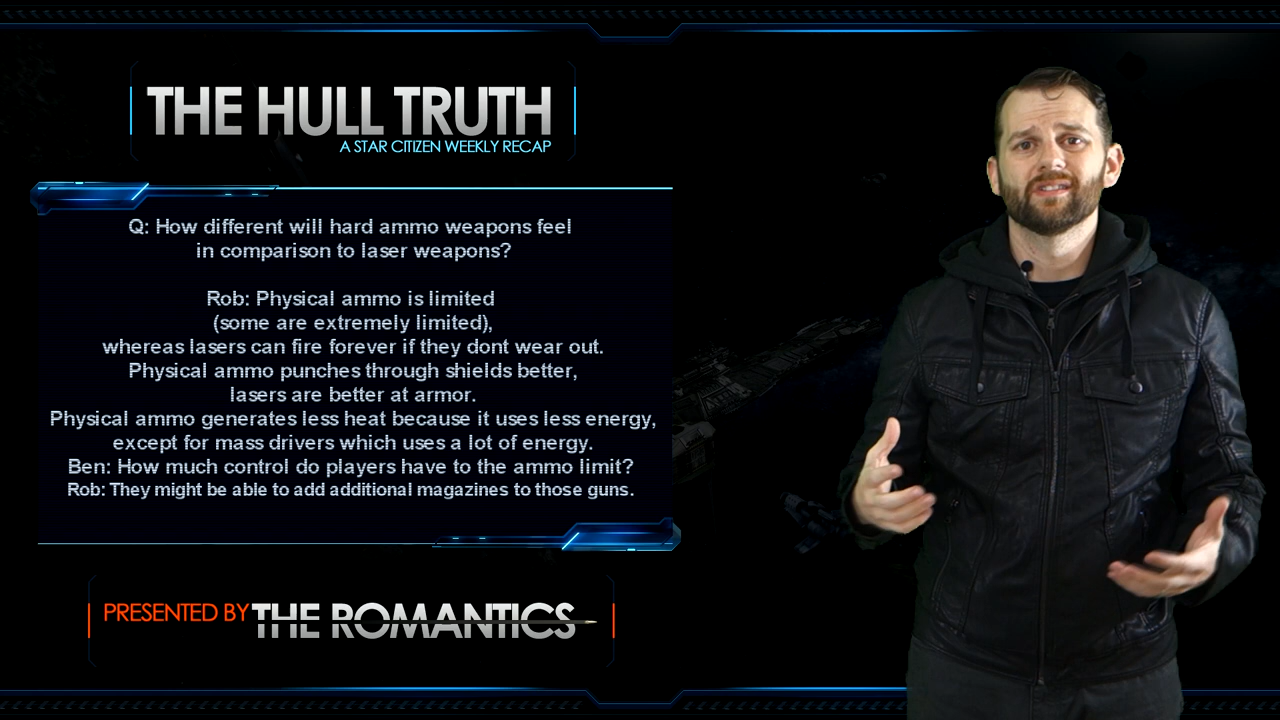 THE HULL TRUTH
A STAR CITIZEN WEEKLY RECAP
Q: How different will hard ammo weapons feel
in comparison to laser weapons?
Rob: Physical ammo is limited
(some are extremely limited),
whereas lasers can fire forever if they dont wear out.
Physical ammo punches through shields better,
lasers are better at armor.
Physical ammo generates less heat because it uses less energy,
except for mass drivers which uses a lot of energy.
Ben: How much control do players have to the ammo limit?
Rob: They might be able to add additional magazines to those guns.
PRESENTED BY THE ROMANTICS